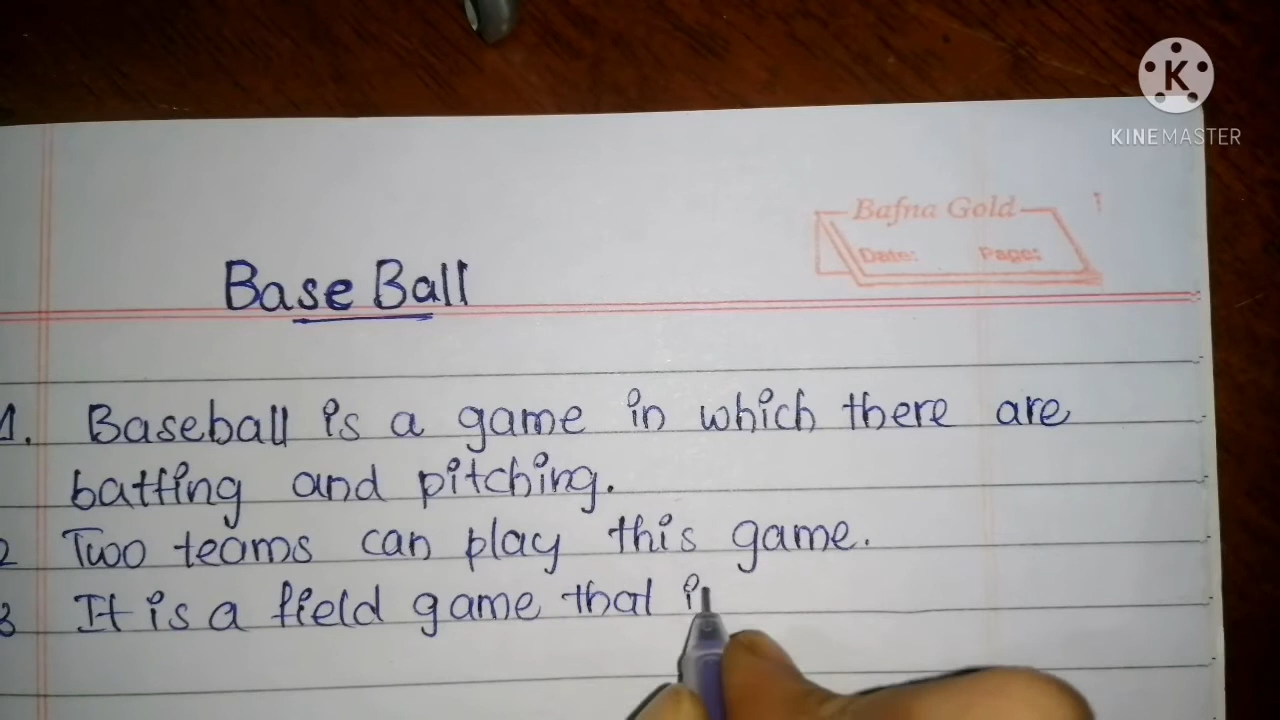 KINEMASTER
Bafna Gold
Date: Page:
Base Ball
1. Baseball is a game in which there are
batting and pitching.
2 Two teams can play this game.
3 It is a field game that i